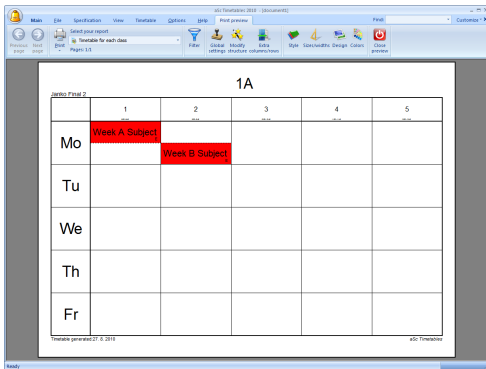 aSc Timetables 2010 - [document1]
Main File Specification View Timetable Options Help Print preview Find: Customise
Previous page Next page Print Select your report Timetable for each class Pages: 1/1 Filter Global settings Modify structure Extra columns/rows Style Sizes/widths Design Colors Close preview
1A
Janko Final 2
1 2 3 4 5
Mo Week A Subject
Week B Subject
Tu
We
Th
Fr
Timetable generated:27. 8. 2010 aSc Timetables
Ready